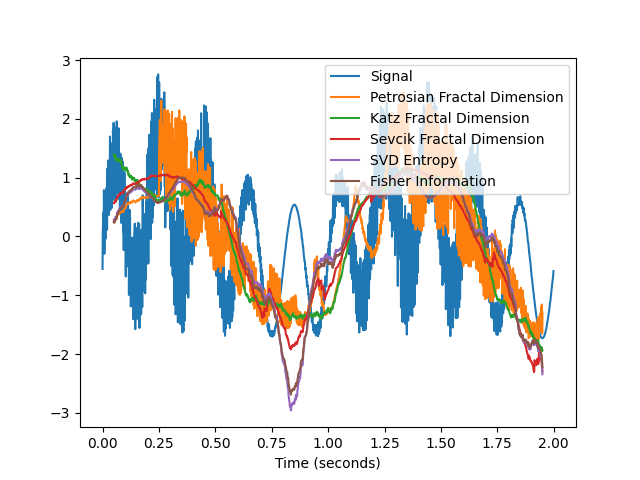 3
2
1
0
−1
−2
−3
Signal
Petrosian Fractal Dimension
Katz Fractal Dimension
Sevcik Fractal Dimension
SVD Entropy
Fisher Information
0.00 0.25 0.50 0.75 1.00 1.25 1.50 1.75 2.00
Time (seconds)